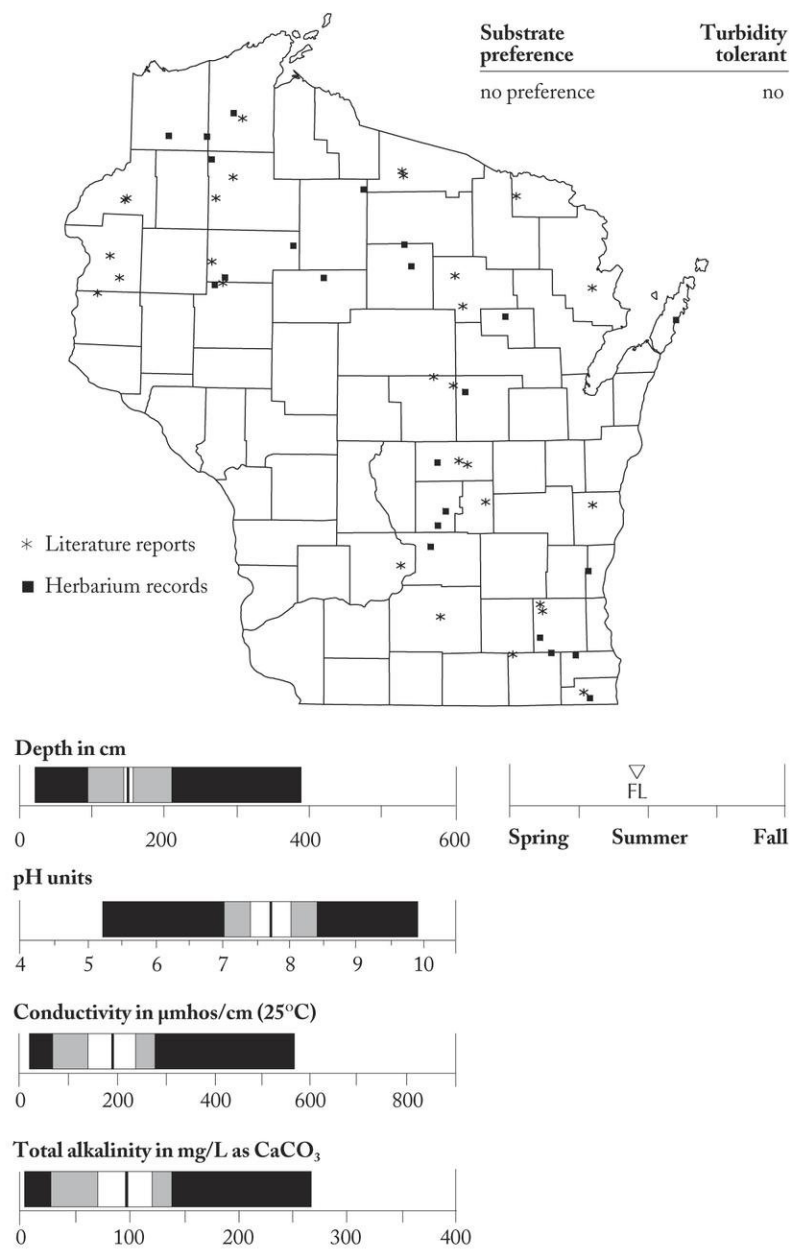 Substrate preference
Turbidity tolerant
no preference
no
Literature reports
Herbarium records
Depth in cm
0 200 400 600
FL
Spring Summer Fall
pH units
4 5 6 7 8 9 10
Conductivity in µmhos/cm (25°C)
0 200 400 600 800
Total alkalinity in mg/L as CaCO₃
0 100 200 300 400